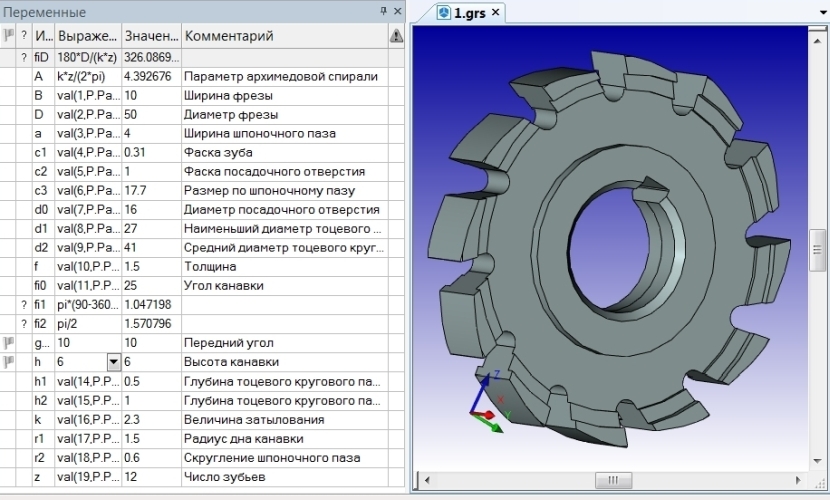 Переменные
1.grs
? И... Выраже... Значен... Комментарий
? fiD 180*D/(k*z) 326.0869...
A k*z/(2*pi) 4.392676 Параметр архимедовой спирали
B val(1,P.Pa... 10 Ширина фрезы
D val(2,P.Pa... 50 Диаметр фрезы
a val(3,P.Pa... 4 Ширина шпоночного паза
c1 val(4,P.Pa... 0.31 Фаска зуба
c2 val(5,P.Pa... 1 Фаска посадочного отверстия
c3 val(6,P.Pa... 17.7 Размер по шпоночному пазу
d0 val(7,P.Pa... 16 Диаметр посадочного отверстия
d1 val(8,P.Pa... 27 Наименьший диаметр тоцевого ...
d2 val(9,P.Pa... 41 Средний диаметр тоцевого круг...
f val(10,P.P... 1.5 Толщина
fi0 val(11,P.P... 25 Угол канавки
? fi1 pi*(90-360... 1.047198
? fi2 pi/2 1.570796
g... 10 10 Передний угол
h 6 6 Высота канавки
h1 val(14,P.P... 0.5 Глубина тоцевого кругового па...
h2 val(15,P.P... 1 Глубина тоцевого кругового па...
k val(16,P.P... 2.3 Величина затылования
r1 val(17,P.P... 1.5 Радиус дна канавки
r2 val(18,P.P... 0.6 Скругление шпоночного паза
z val(19,P.P... 12 Число зубьев
Z
X
Y